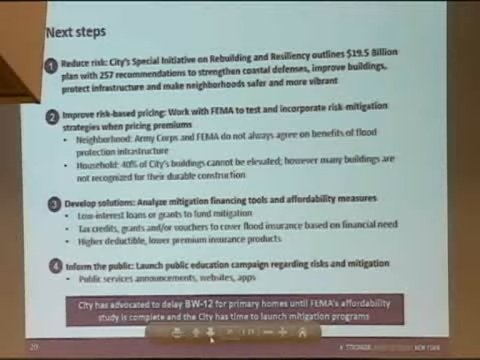 Next steps
1 Reduce risk: City's Special Initiative on Rebuilding and Resiliency outlines $19.5 Billion
plan with 257 recommendations to strengthen coastal defenses, improve buildings,
protect infrastructure and make neighborhoods safer and more vibrant
2 Improve risk-based pricing: Work with FEMA to test and incorporate risk-mitigation
strategies when pricing premiums
• Neighborhood: Army Corps and FEMA do not always agree on benefits of flood
protection infrastructure
• Household: 40% of City's buildings cannot be elevated; however many buildings are
not recognized for their durable construction
3 Develop solutions: Analyze mitigation financing tools and affordability measures
• Low-interest loans or grants to fund mitigation
• Tax credits, grants and/or vouchers to cover flood insurance based on financial need
• Higher deductible, lower premium insurance products
4 Inform the public: Launch public education campaign regarding risks and mitigation
• Public services announcements, websites, apps
City has advocated to delay BW-12 for primary homes until FEMA's affordability
study is complete and the City has time to launch mitigation programs
20
A STRONGER, NEW YORK